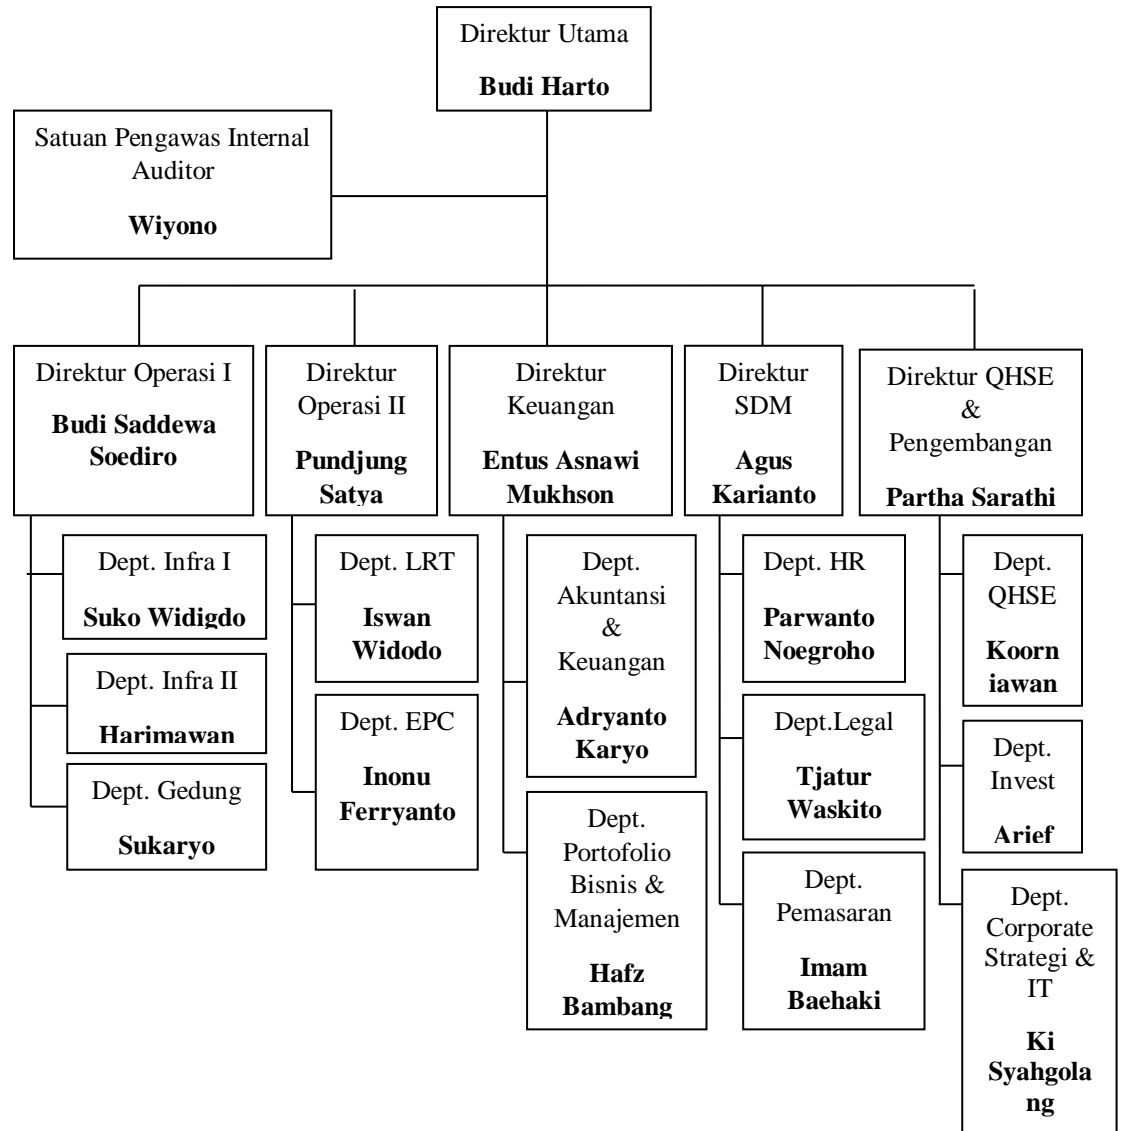 Direktur Utama
Budi Harto
Satuan Pengawas Internal
Auditor
Wiyono
Direktur Operasi I
Budi Saddewa
Soediro
Direktur
Operasi II
Pundjung
Satya
Direktur
Keuangan
Entus Asnawi
Mukhson
Direktur
SDM
Agus
Karianto
Direktur QHSE
&
Pengembangan
Partha Sarathi
Dept. Infra I
Suko Widigdo
Dept. Infra II
Harimawan
Dept. Gedung
Sukaryo
Dept. LRT
Iswan
Widodo
Dept. EPC
Inonu
Ferryanto
Dept.
Akuntansi
&
Keuangan
Adryanto
Karyo
Dept.
Portofolio
Bisnis &
Manajemen
Hafz
Bambang
Dept. HR
Parwanto
Noegroho
Dept.Legal
Tjatur
Waskito
Dept.
Pemasaran
Imam
Baehaki
Dept.
QHSE
Koorn
iawan
Dept.
Invest
Arief
Dept.
Corporate
Strategi &
IT
Ki
Syahgola
ng